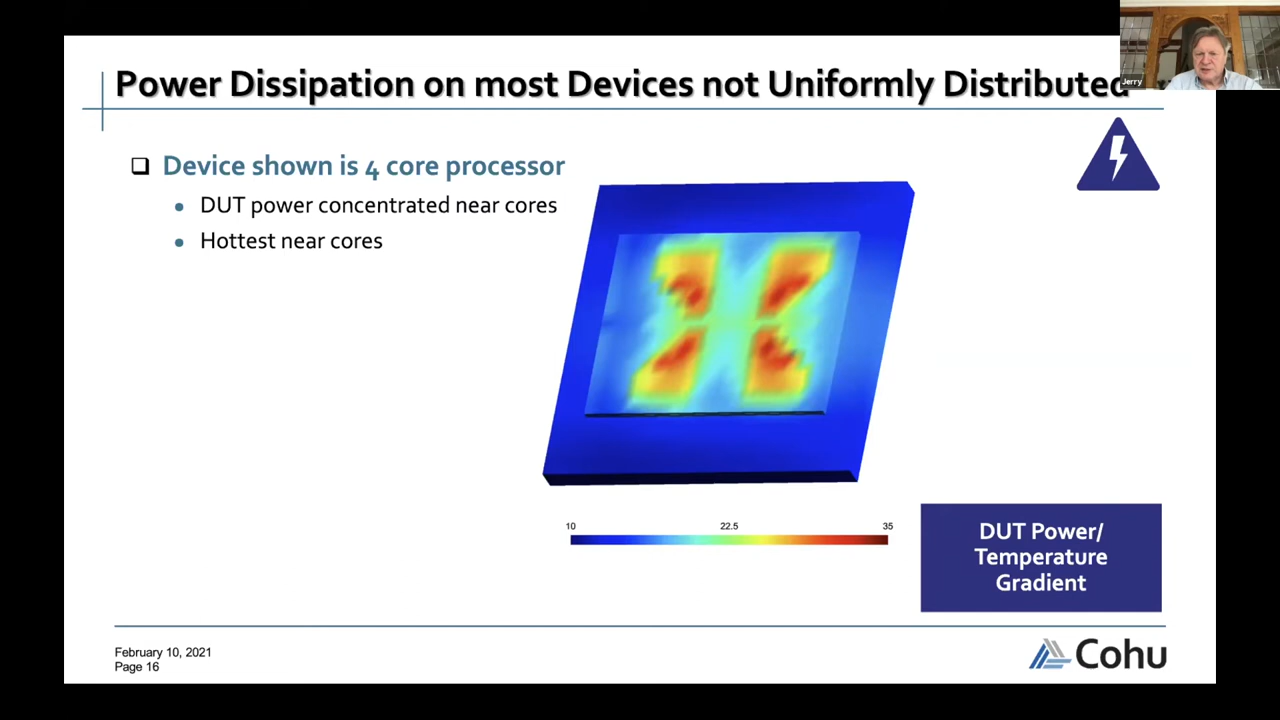 Power Dissipation on most Devices not Uniformly Distributed
Jerry
Device shown is 4 core processor
DUT power concentrated near cores
Hottest near cores
10 22.5 35
DUT Power/
Temperature
Gradient
February 10, 2021
Page 16
Cohu